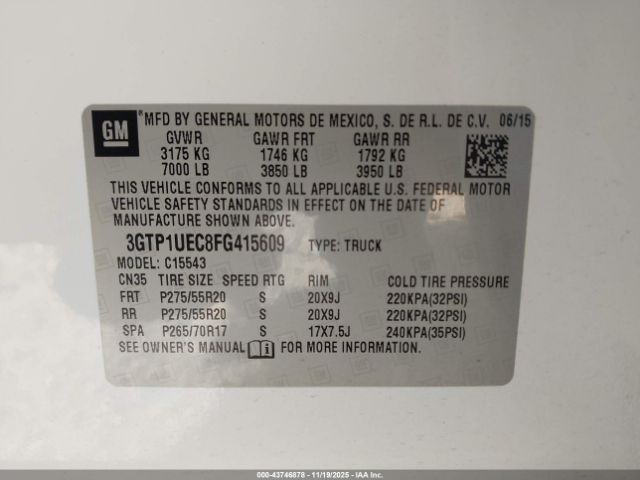 GM
®MFD BY GENERAL MOTORS DE MEXICO, S. DE R.L. DE C.V. 06/15
GVWR GAWR FRT GAWR RR
3175 KG 1746 KG 1792 KG
7000 LB 3850 LB 3950 LB
THIS VEHICLE CONFORMS TO ALL APPLICABLE U.S. FEDERAL MOTOR
VEHICLE SAFETY STANDARDS IN EFFECT ON THE DATE OF
MANUFACTURE SHOWN ABOVE.
3GTP1UEC8FG415609 TYPE: TRUCK
MODEL: C15543
CN35 TIRE SIZE SPEED RTG RIM COLD TIRE PRESSURE
FRT P275/55R20 S 20X9J 220KPA(32PSI)
RR P275/55R20 S 20X9J 220KPA(32PSI)
SPA P265/70R17 S 17X7.5J 240KPA(35PSI)
SEE OWNER'S MANUAL FOR MORE INFORMATION.
000-43746878 - 11/19/2025 - IAAI.COM